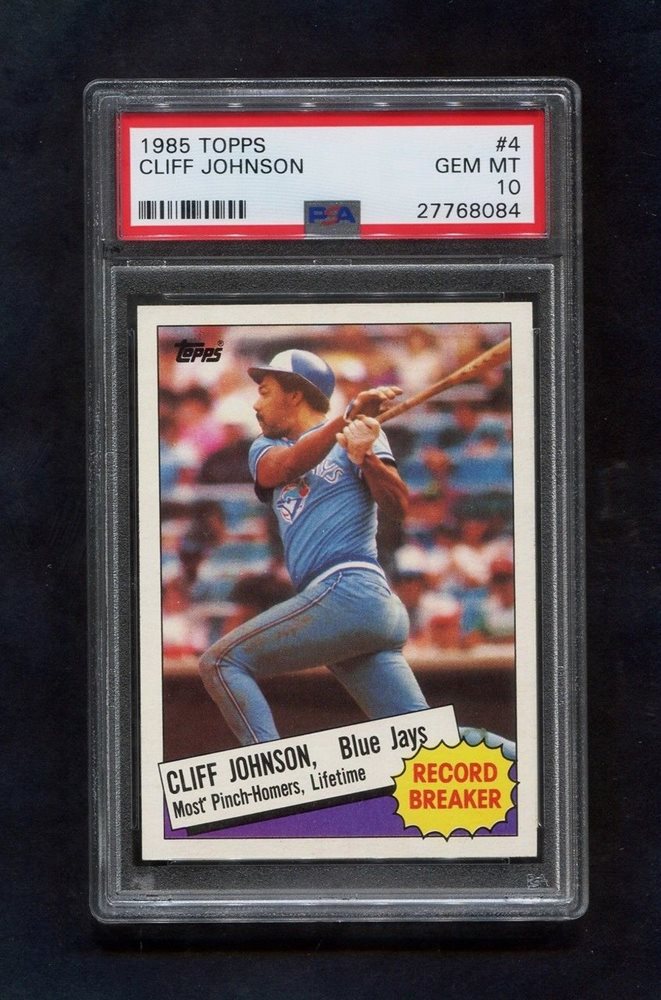 1985 TOPPS #4
CLIFF JOHNSON GEM MT
10
PSA 27768084
Topps®
JAYS
CLIFF JOHNSON, Blue Jays
Most Pinch-Homers, Lifetime
RECORD
BREAKER